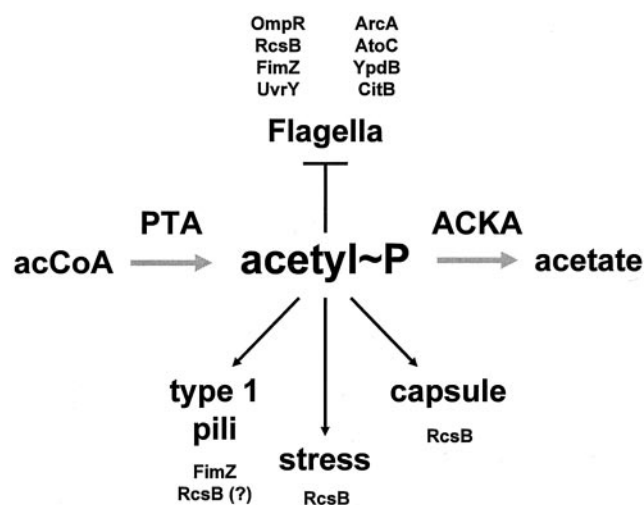 OmpR ArcA
RcsB AtoC
FimZ YpdB
UvrY CitB
Flagella
PTA ACKA
acCoA acetyl~P acetate
type 1 capsule
pili
RcsB
stress
FimZ
RcsB (?) RcsB